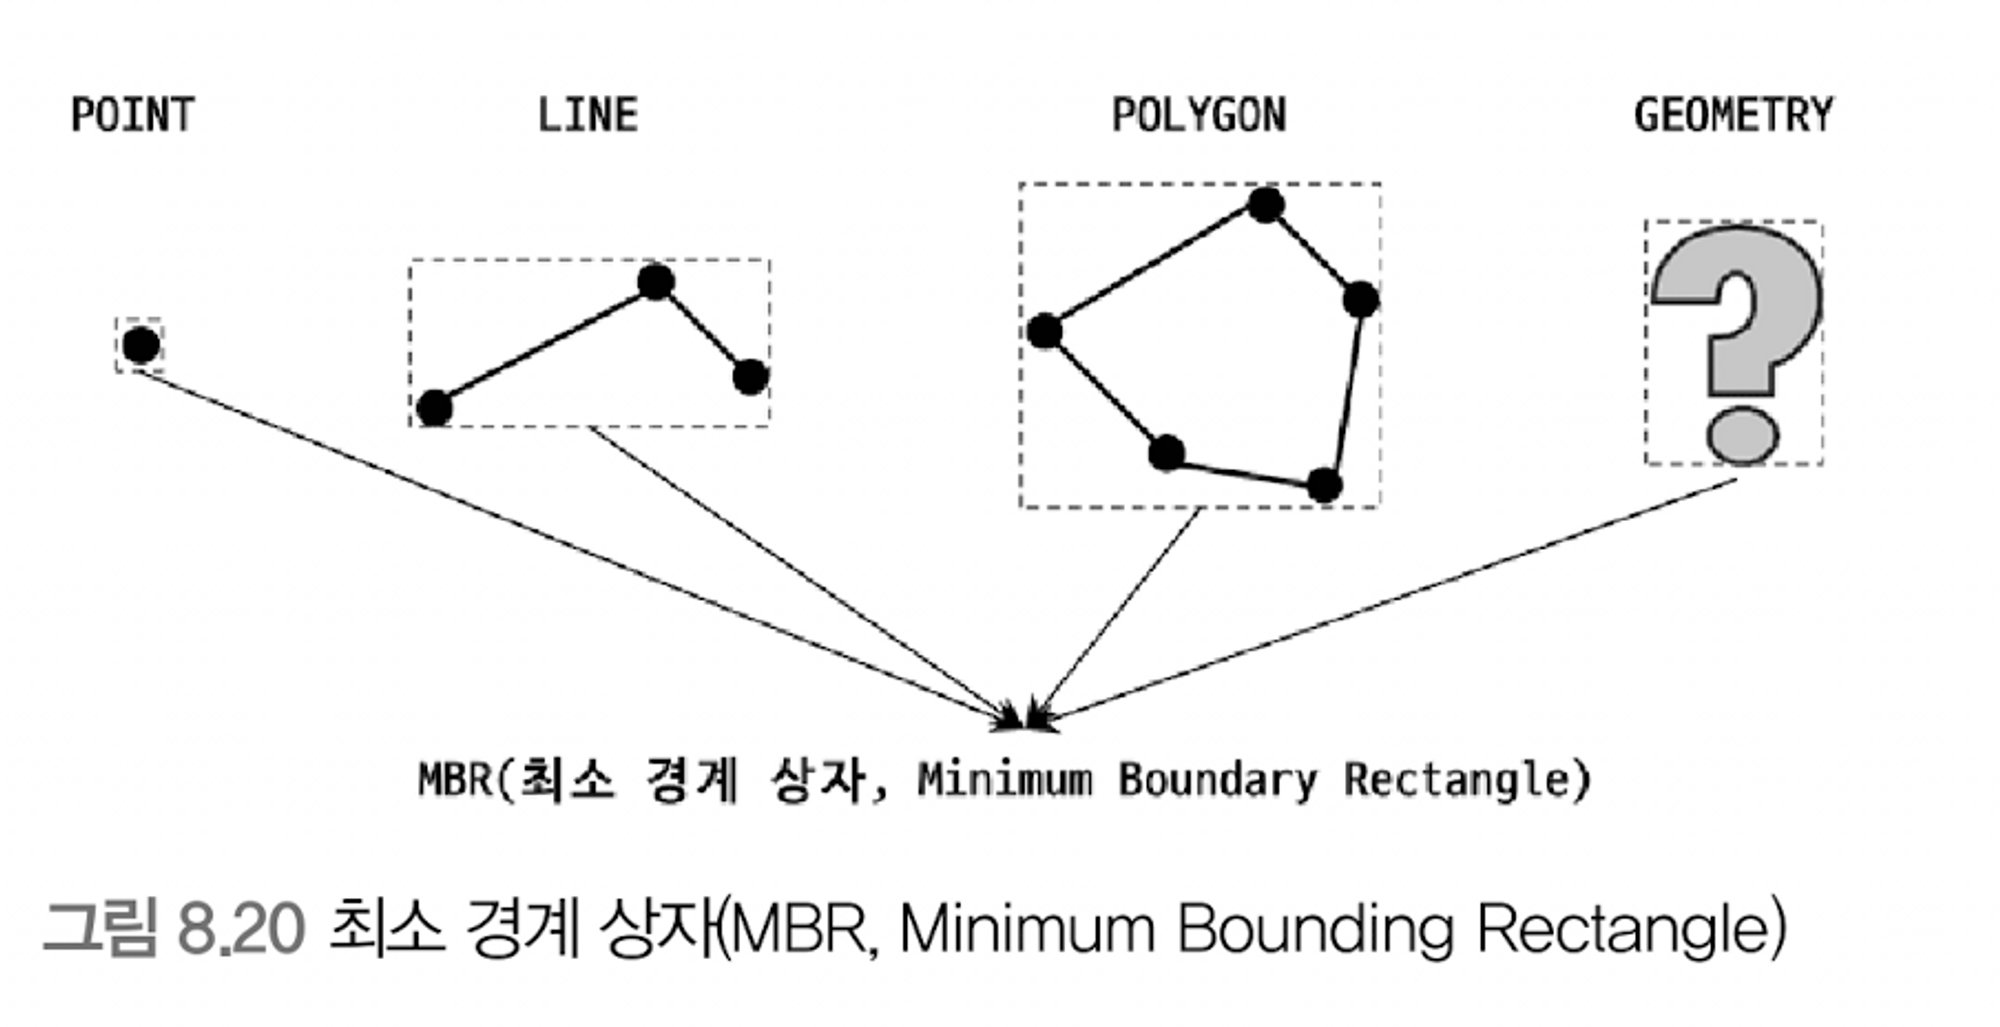 POINT LINE POLYGON GEOMETRY
?
MBR(최소 경계 상자, Minimum Boundary Rectangle)
그림 8.20 최소 경계 상자(MBR, Minimum Bounding Rectangle)